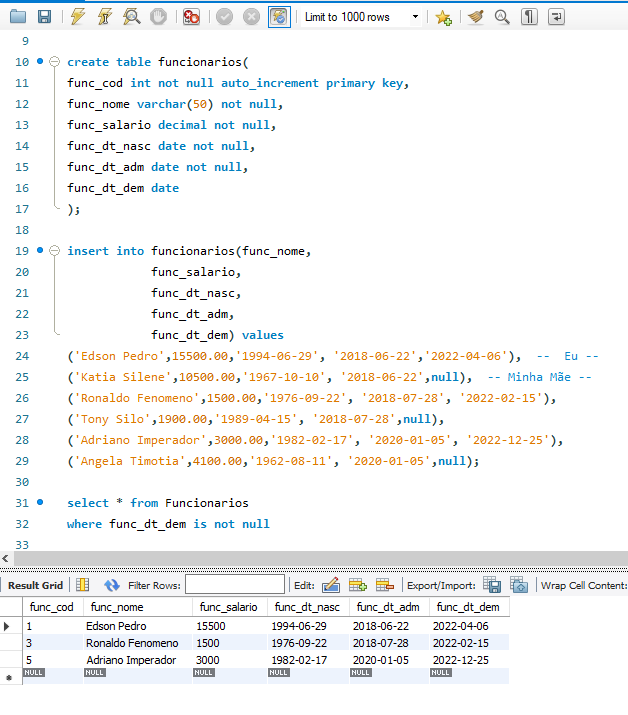 Limit to 1000 rows
9
10 create table funcionarios(
11 func_cod int not null auto_increment primary key,
12 func_nome varchar(50) not null,
13 func_salario decimal not null,
14 func_dt_nasc date not null,
15 func_dt_adm date not null,
16 func_dt_dem date
17 );
18
19 insert into funcionarios(func_nome,
20 func_salario,
21 func_dt_nasc,
22 func_dt_adm,
23 func_dt_dem) values
24 ('Edson Pedro',15500.00,'1994-06-29', '2018-06-22','2022-04-06'), -- Eu --
25 ('Katia Silene',10500.00,'1967-10-10', '2018-06-22',null), -- Minha Mãe --
26 ('Ronaldo Fenomeno',1500.00,'1976-09-22', '2018-07-28', '2022-02-15'),
27 ('Tony Silo',1900.00,'1989-04-15', '2018-07-28',null),
28 ('Adriano Imperador',3000.00,'1982-02-17', '2020-01-05', '2022-12-25'),
29 ('Angela Timotia',4100.00,'1962-08-11', '2020-01-05',null);
30
31 select * from Funcionarios
32 where func_dt_dem is not null
33
Result Grid Filter Rows: Edit: Export/Import: Wrap Cell Content:
func_cod func_nome func_salario func_dt_nasc func_dt_adm func_dt_dem
1 Edson Pedro 15500 1994-06-29 2018-06-22 2022-04-06
3 Ronaldo Fenomeno 1500 1976-09-22 2018-07-28 2022-02-15
5 Adriano Imperador 3000 1982-02-17 2020-01-05 2022-12-25
NULL NULL NULL NULL NULL NULL